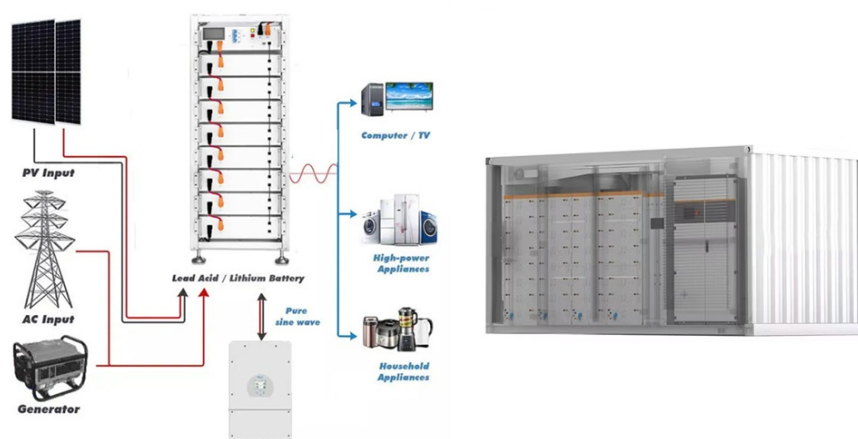 PV Input
AC Input
Generator
Lead Acid / Lithium Battery
Pure
sine wave
Computer / TV
High-power
Appliances
Household
Appliances